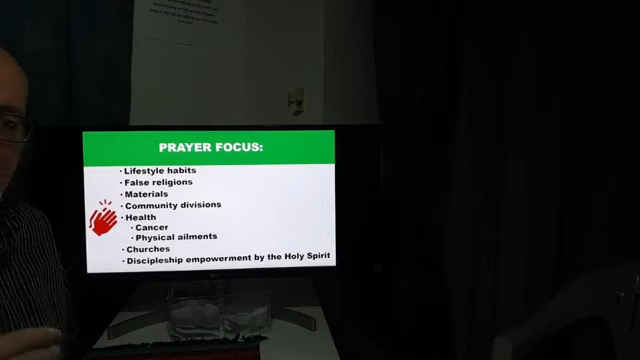 PRAYER FOCUS:
• Lifestyle habits
• False religions
• Materials
• Community divisions
• Health
• Cancer
• Physical ailments
• Churches
• Discipleship empowerment by the Holy Spirit